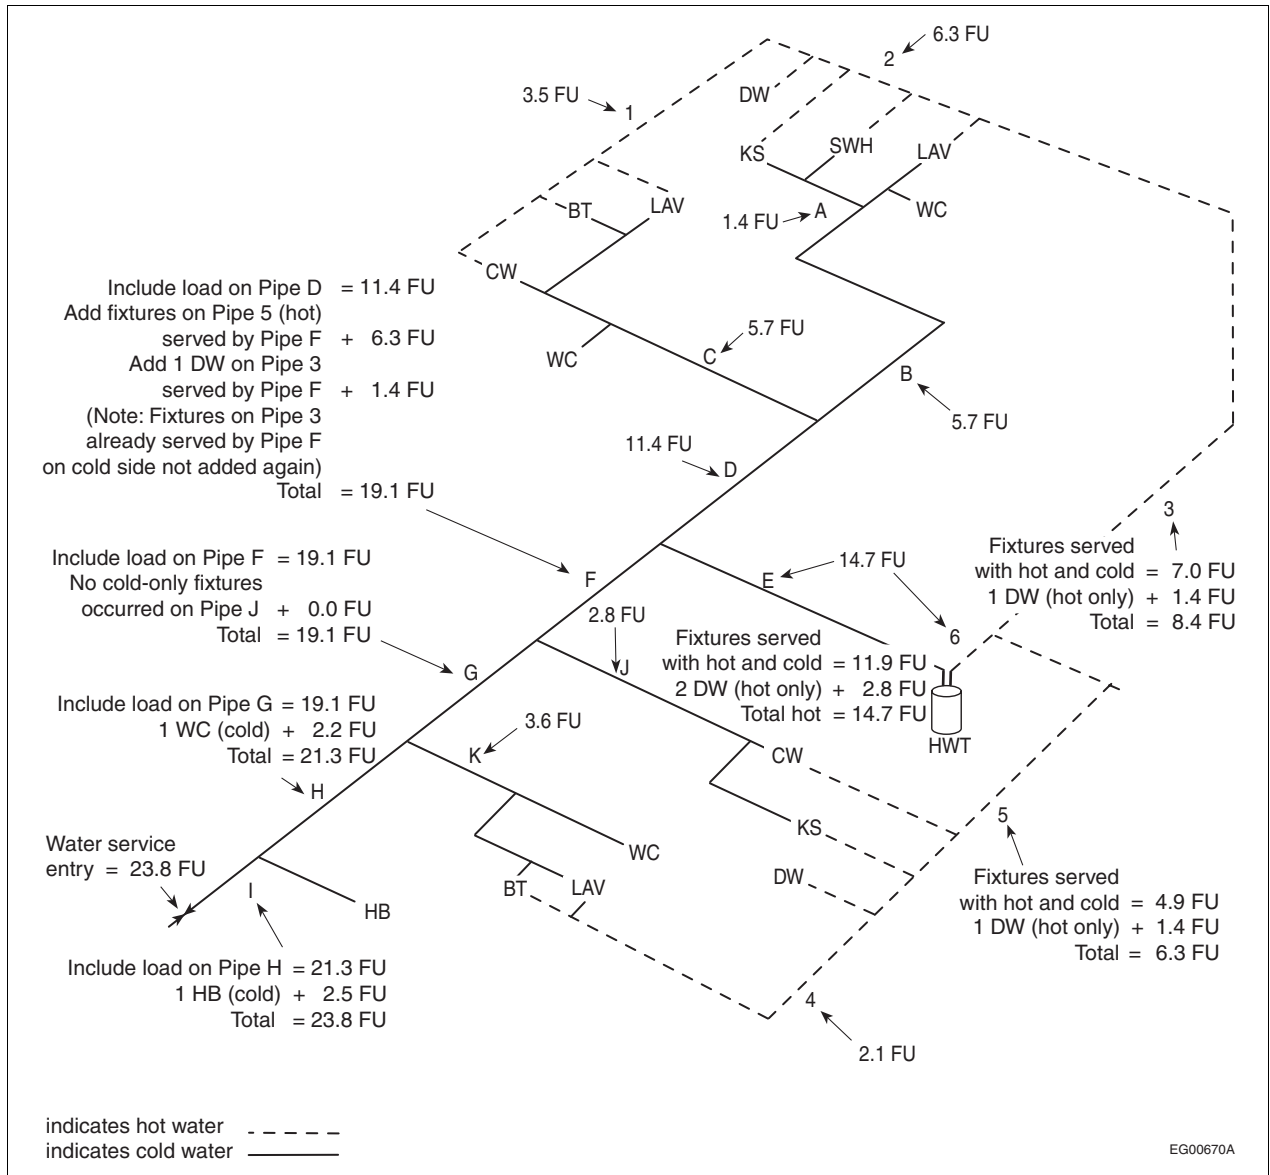 6.3 FU
2
3.5 FU
1
DW
KS
SWH
LAV
A
1.4 FU
WC
BT
LAV
CW
WC
C
5.7 FU
B
5.7 FU
Include load on Pipe D = 11.4 FU
Add fixtures on Pipe 5 (hot)
served by Pipe F + 6.3 FU
Add 1 DW on Pipe 3
served by Pipe F + 1.4 FU
(Note: Fixtures on Pipe 3
already served by Pipe F
on cold side not added again)
Total = 19.1 FU
11.4 FU
D
3
Fixtures served
with hot and cold = 7.0 FU
1 DW (hot only) + 1.4 FU
Total = 8.4 FU
14.7 FU
E
F
6
Include load on Pipe F = 19.1 FU
No cold-only fixtures
occurred on Pipe J + 0.0 FU
Total = 19.1 FU
G
2.8 FU
J
Fixtures served
with hot and cold = 11.9 FU
2 DW (hot only) + 2.8 FU
Total hot = 14.7 FU
HWT
Include load on Pipe G = 19.1 FU
1 WC (cold) + 2.2 FU
Total = 21.3 FU
H
3.6 FU
K
CW
KS
DW
WC
BT
LAV
5
Fixtures served
with hot and cold = 4.9 FU
1 DW (hot only) + 1.4 FU
Total = 6.3 FU
Water service
entry = 23.8 FU
I
HB
Include load on Pipe H = 21.3 FU
1 HB (cold) + 2.5 FU
Total = 23.8 FU
4
2.1 FU
indicates hot water
indicates cold water
EG00670A